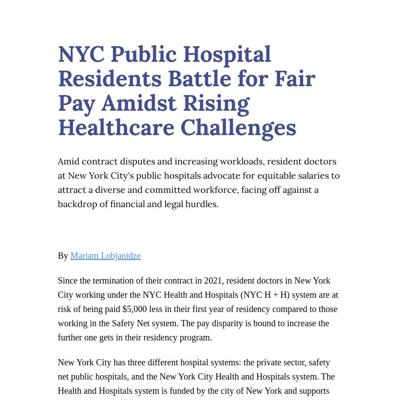 NYC Public Hospital
Residents Battle for Fair
Pay Amidst Rising
Healthcare Challenges
Amid contract disputes and increasing workloads, resident doctors
at New York City's public hospitals advocate for equitable salaries to
attract a diverse and committed workforce, facing off against a
backdrop of financial and legal hurdles.
By Mariam Lobjanidze
Since the termination of their contract in 2021, resident doctors in New York
City working under the NYC Health and Hospitals (NYC H + H) system are at
risk of being paid $5,000 less in their first year of residency compared to those
working in the Safety Net system. The pay disparity is bound to increase the
further one gets in their residency program.
New York City has three different hospital systems: the private sector, safety
net public hospitals, and the New York City Health and Hospitals system. The
Health and Hospitals system is funded by the city of New York and supports